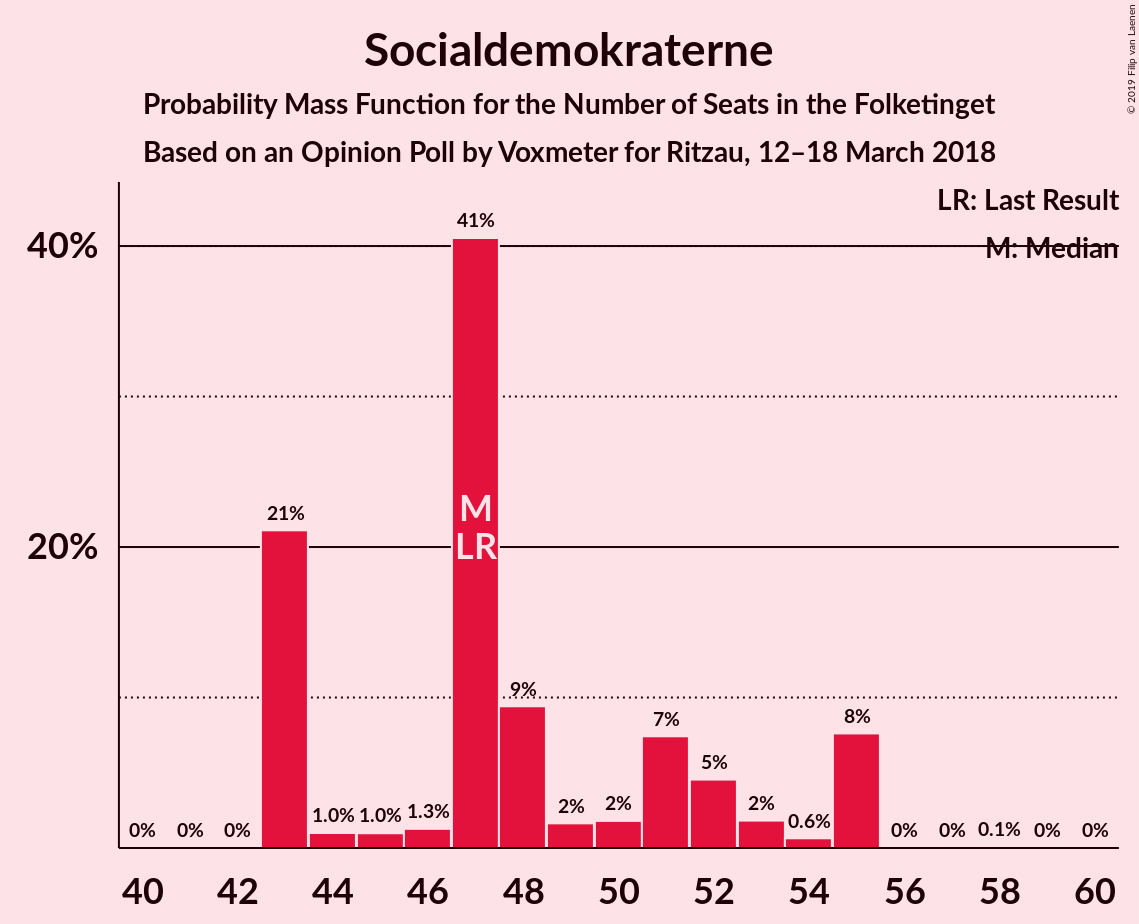 Socialdemokraterne
Probability Mass Function for the Number of Seats in the Folketinget
Based on an Opinion Poll by Voxmeter for Ritzau, 12–18 March 2018
© 2019 Filip van Laenen
LR: Last Result
M: Median
40%
20%
0% 0% 0% 21% 1.0% 1.0% 1.3% 41% 9% 2% 2% 7% 5% 2% 0.6% 8% 0% 0% 0.1% 0% 0%
M
LR
40 42 44 46 48 50 52 54 56 58 60